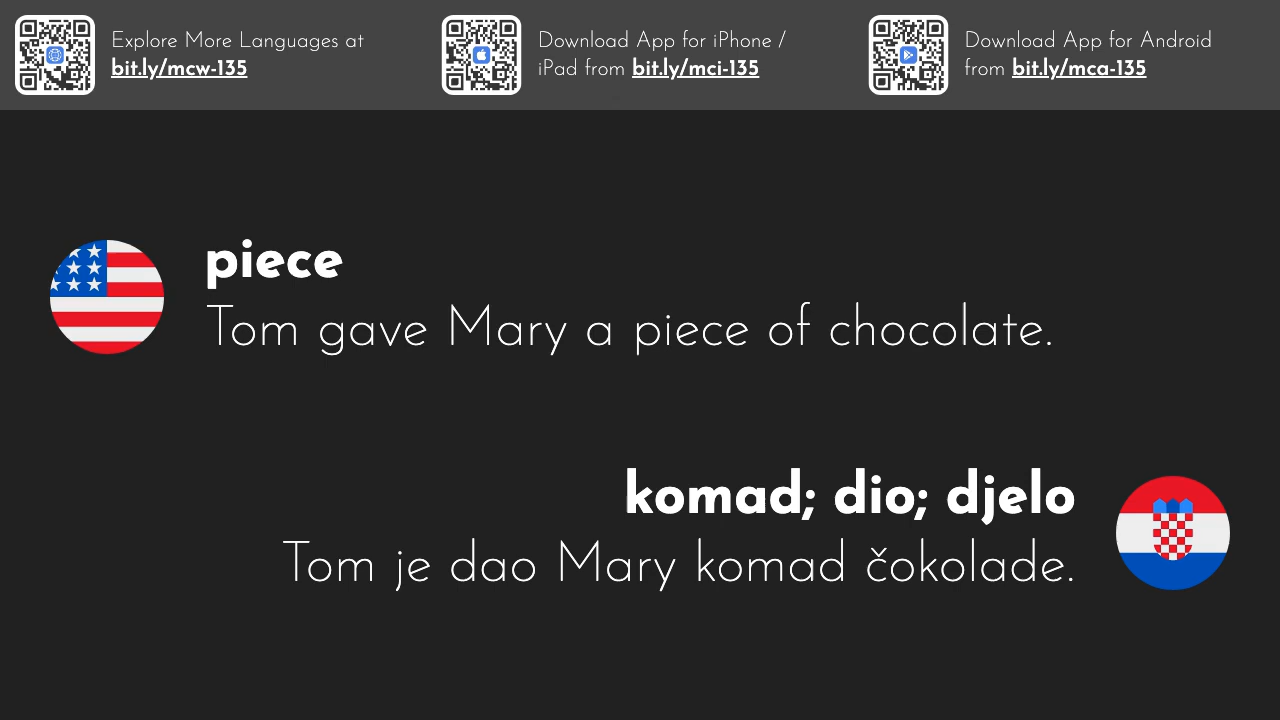 Explore More Languages at
bit.ly/mcw-135
Download App for iPhone /
iPad from bit.ly/mci-135
Download App for Android
from bit.ly/mca-135
piece
Tom gave Mary a piece of chocolate.
komad; dio; djelo
Tom je dao Mary komad čokolade.